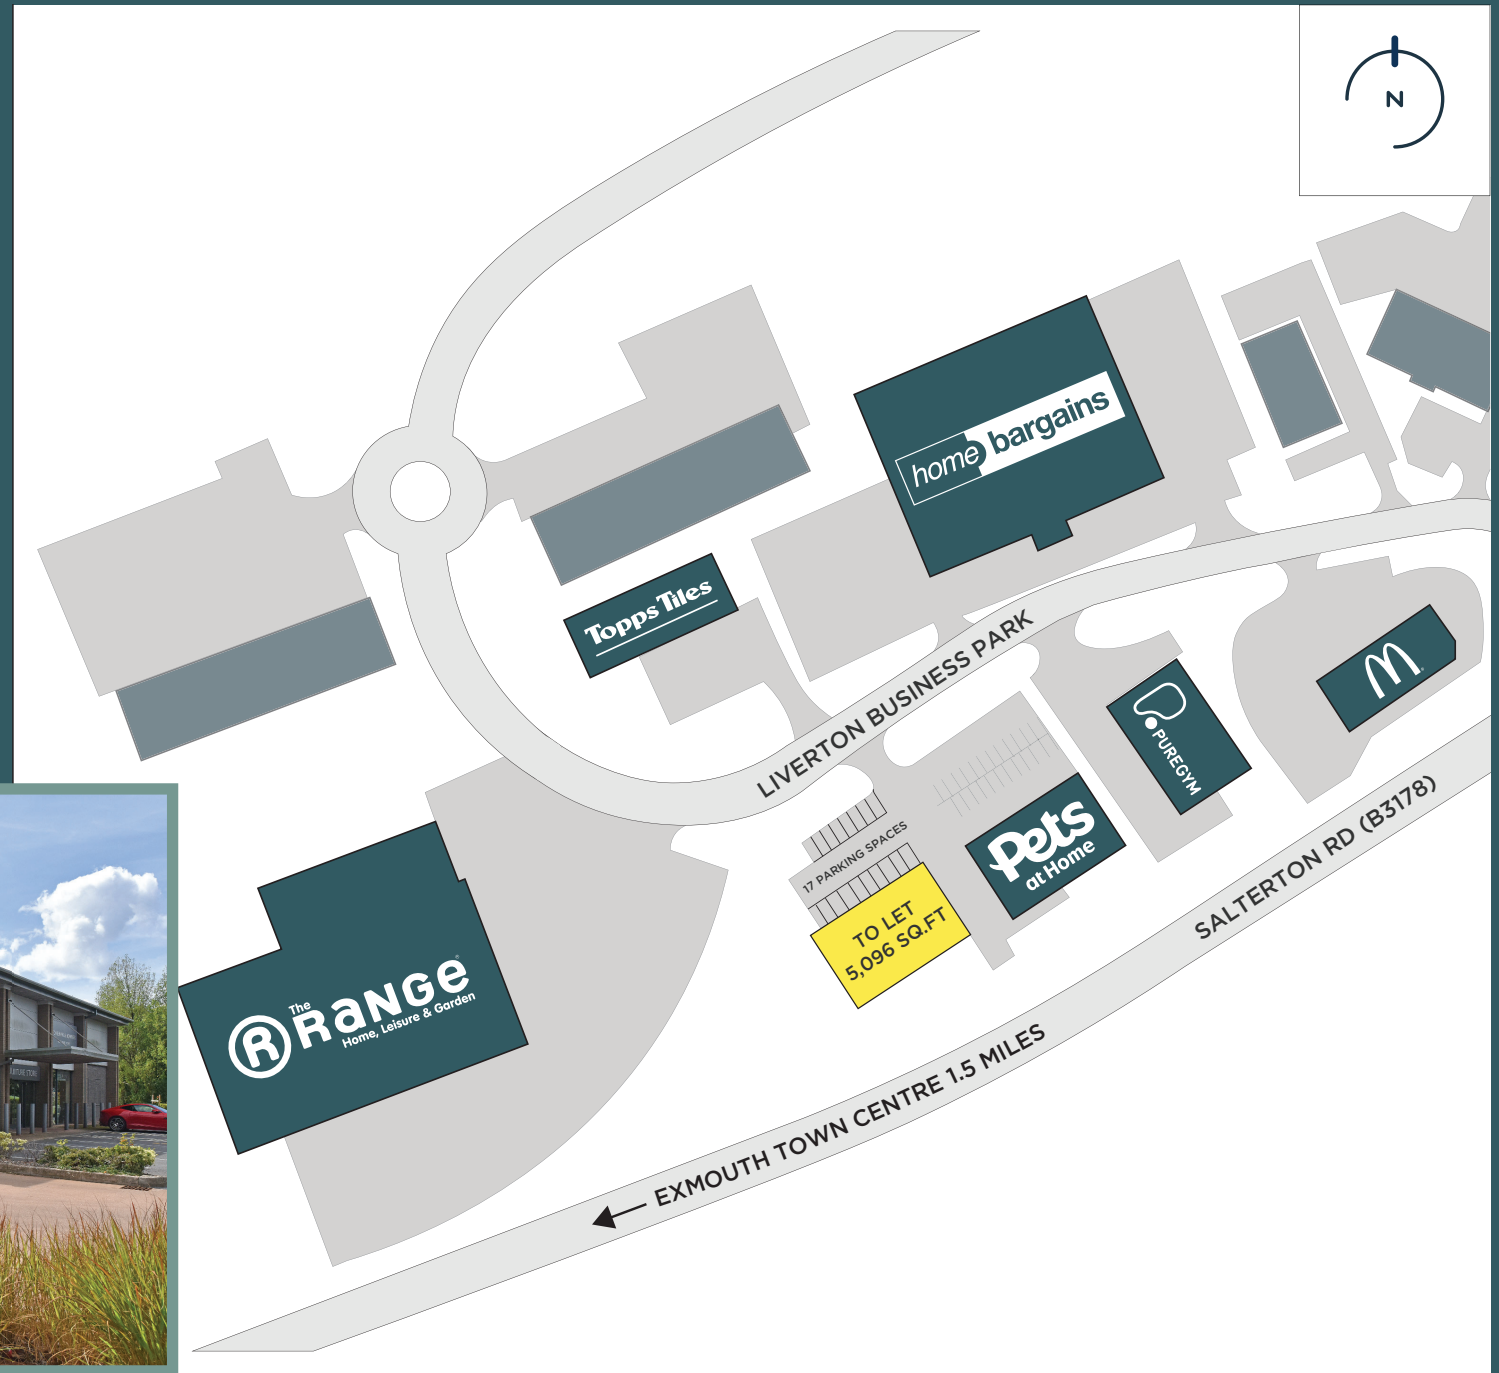 N
home bargains
Topps Tiles
LIVERTON BUSINESS PARK
PUREGYM
SALTERTON RD (B3178)
17 PARKING SPACES
Pets
at Home
TO LET
5,096 SQ.FT
The
RANGE
Home, Leisure & Garden
EXMOUTH TOWN CENTRE 1.5 MILES